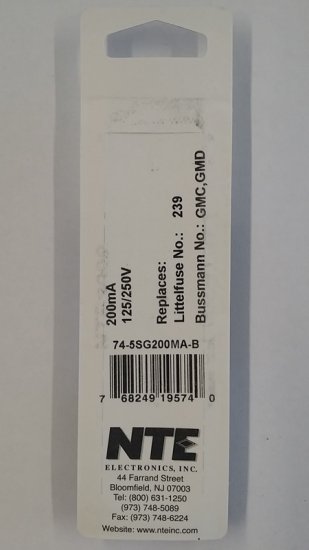 200mA
125/250V
Replaces:
Littelfuse No.: 239
Bussmann No.: GMC,GMD
74-5SG200MA-B
7 68249 19574 0
NTE
ELECTRONICS, INC.
44 Farrand Street
Bloomfield, NJ 07003
Tel: (800) 631-1250
(973) 748-5089
Fax: (973) 748-6224
Website: www.nteinc.com